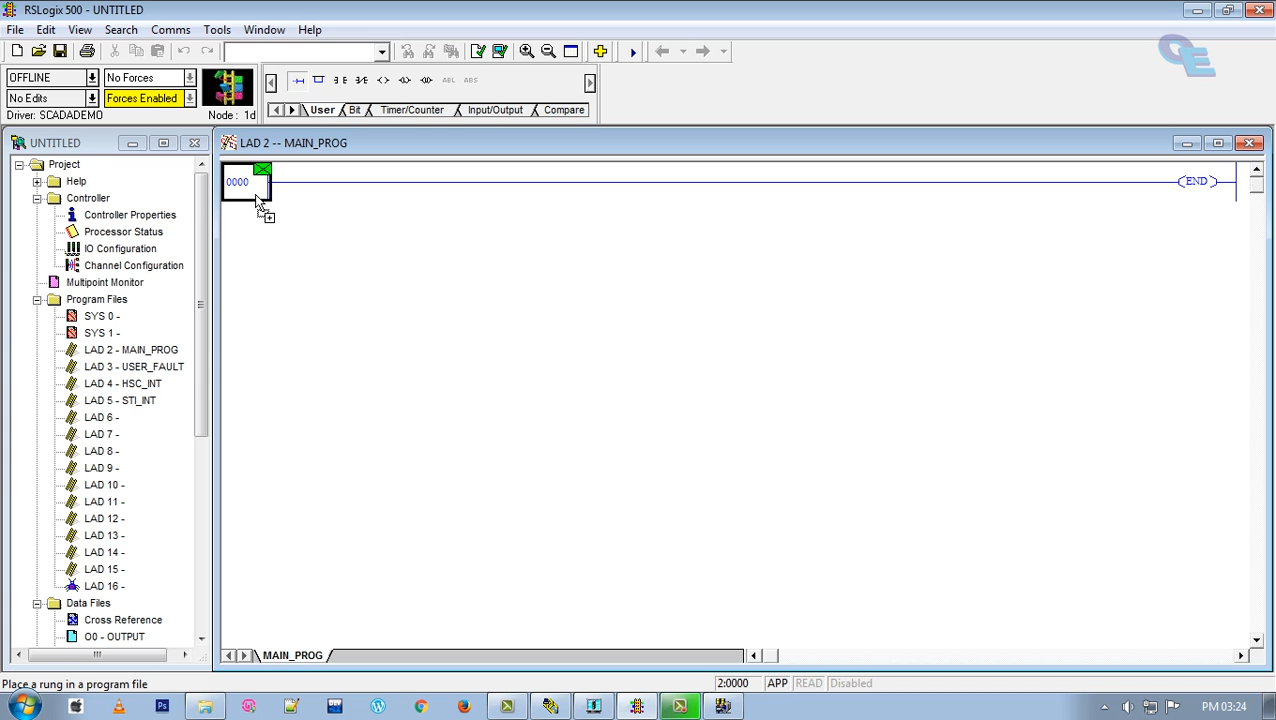 RSLogix 500 - UNTITLED
File Edit View Search Comms Tools Window Help
OFFLINE No Forces
No Edits Forces Enabled
Driver: SCADADEMO Node : 1d
ABL ABS
User Bit Timer/Counter Input/Output Compare
UNTITLED
Project
Help
Controller
Controller Properties
Processor Status
IO Configuration
Channel Configuration
Multipoint Monitor
Program Files
SYS 0 -
SYS 1 -
LAD 2 - MAIN_PROG
LAD 3 - USER_FAULT
LAD 4 - HSC_INT
LAD 5 - STI_INT
LAD 6 -
LAD 7 -
LAD 8 -
LAD 9 -
LAD 10 -
LAD 11 -
LAD 12 -
LAD 13 -
LAD 14 -
LAD 15 -
LAD 16 -
Data Files
Cross Reference
O0 - OUTPUT
LAD 2 -- MAIN_PROG
0000
END
MAIN_PROG
Place a rung in a program file
2:0000 APP READ Disabled
Ps
PM 03:24